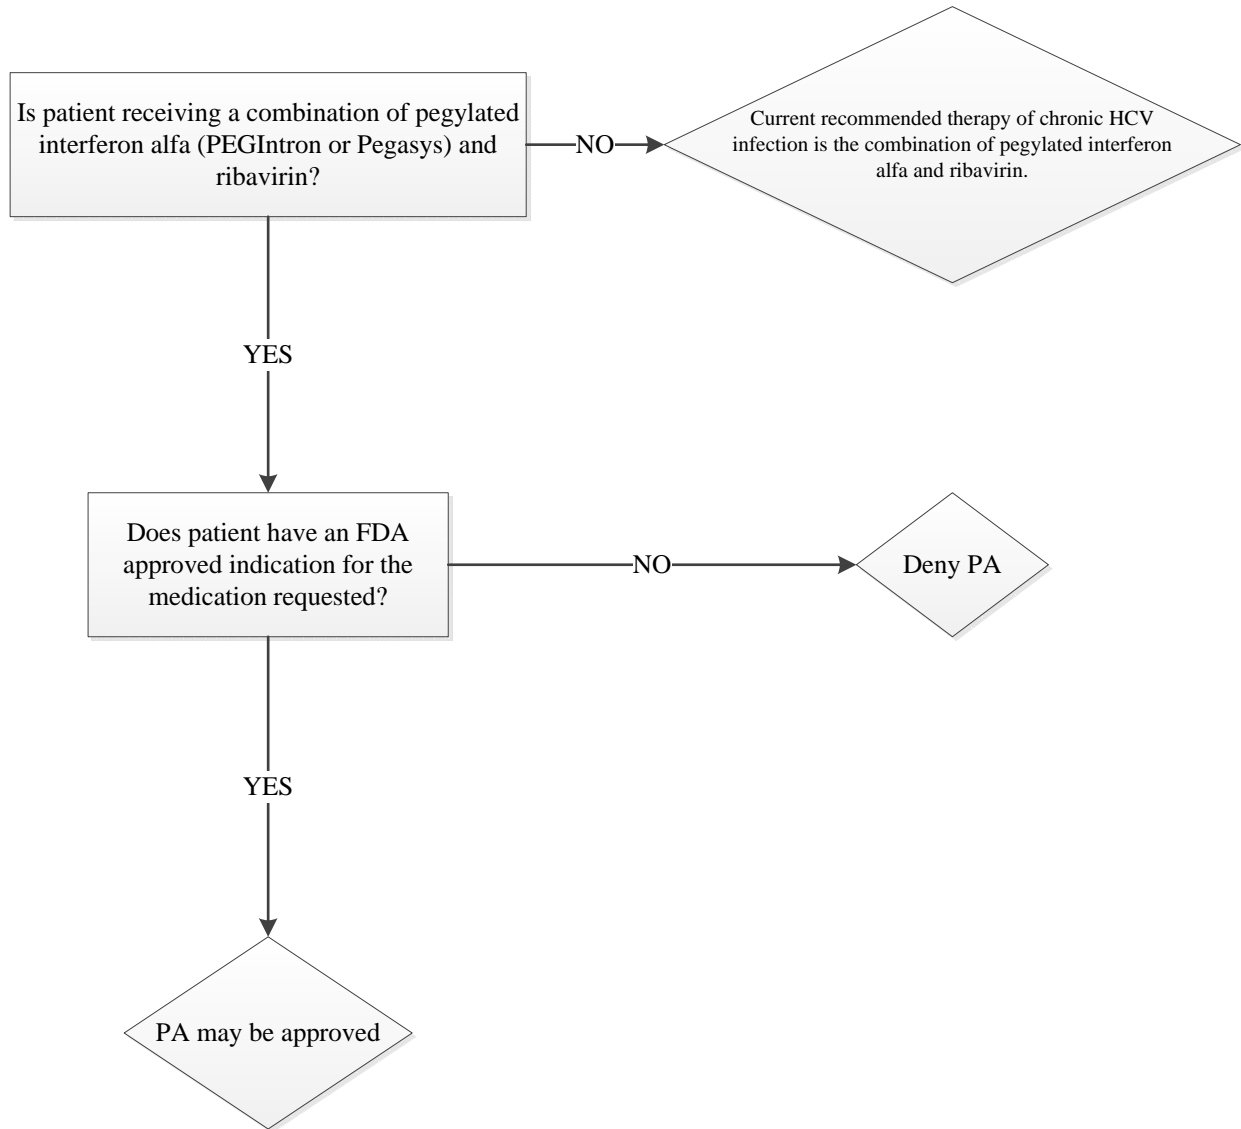 Is patient receiving a combination of pegylated
interferon alfa (PEGIntron or Pegasys) and
ribavirin?
NO
Current recommended therapy of chronic HCV
infection is the combination of pegylated interferon
alfa and ribavirin.
YES
Does patient have an FDA
approved indication for the
medication requested?
NO
Deny PA
YES
PA may be approved